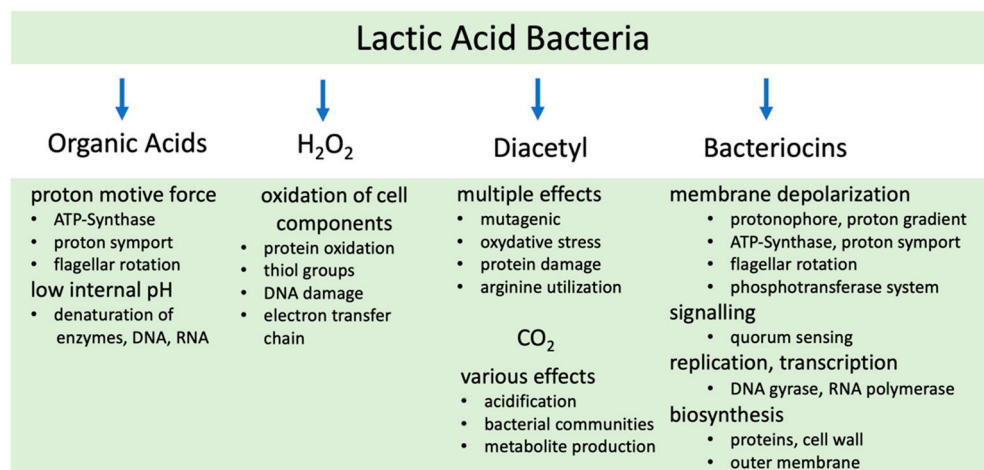 Lactic Acid Bacteria
Organic Acids
proton motive force
• ATP-Synthase
• proton symport
• flagellar rotation
low internal pH
• denaturation of
enzymes, DNA, RNA
H₂O₂
oxidation of cell
components
• protein oxidation
• thiol groups
• DNA damage
• electron transfer
chain
Diacetyl
multiple effects
• mutagenic
• oxydative stress
• protein damage
• arginine utilization
CO₂
various effects
• acidification
• bacterial communities
• metabolite production
Bacteriocins
membrane depolarization
• protonophore, proton gradient
• ATP-Synthase, proton symport
• flagellar rotation
• phosphotransferase system
signalling
• quorum sensing
replication, transcription
• DNA gyrase, RNA polymerase
biosynthesis
• proteins, cell wall
• outer membrane